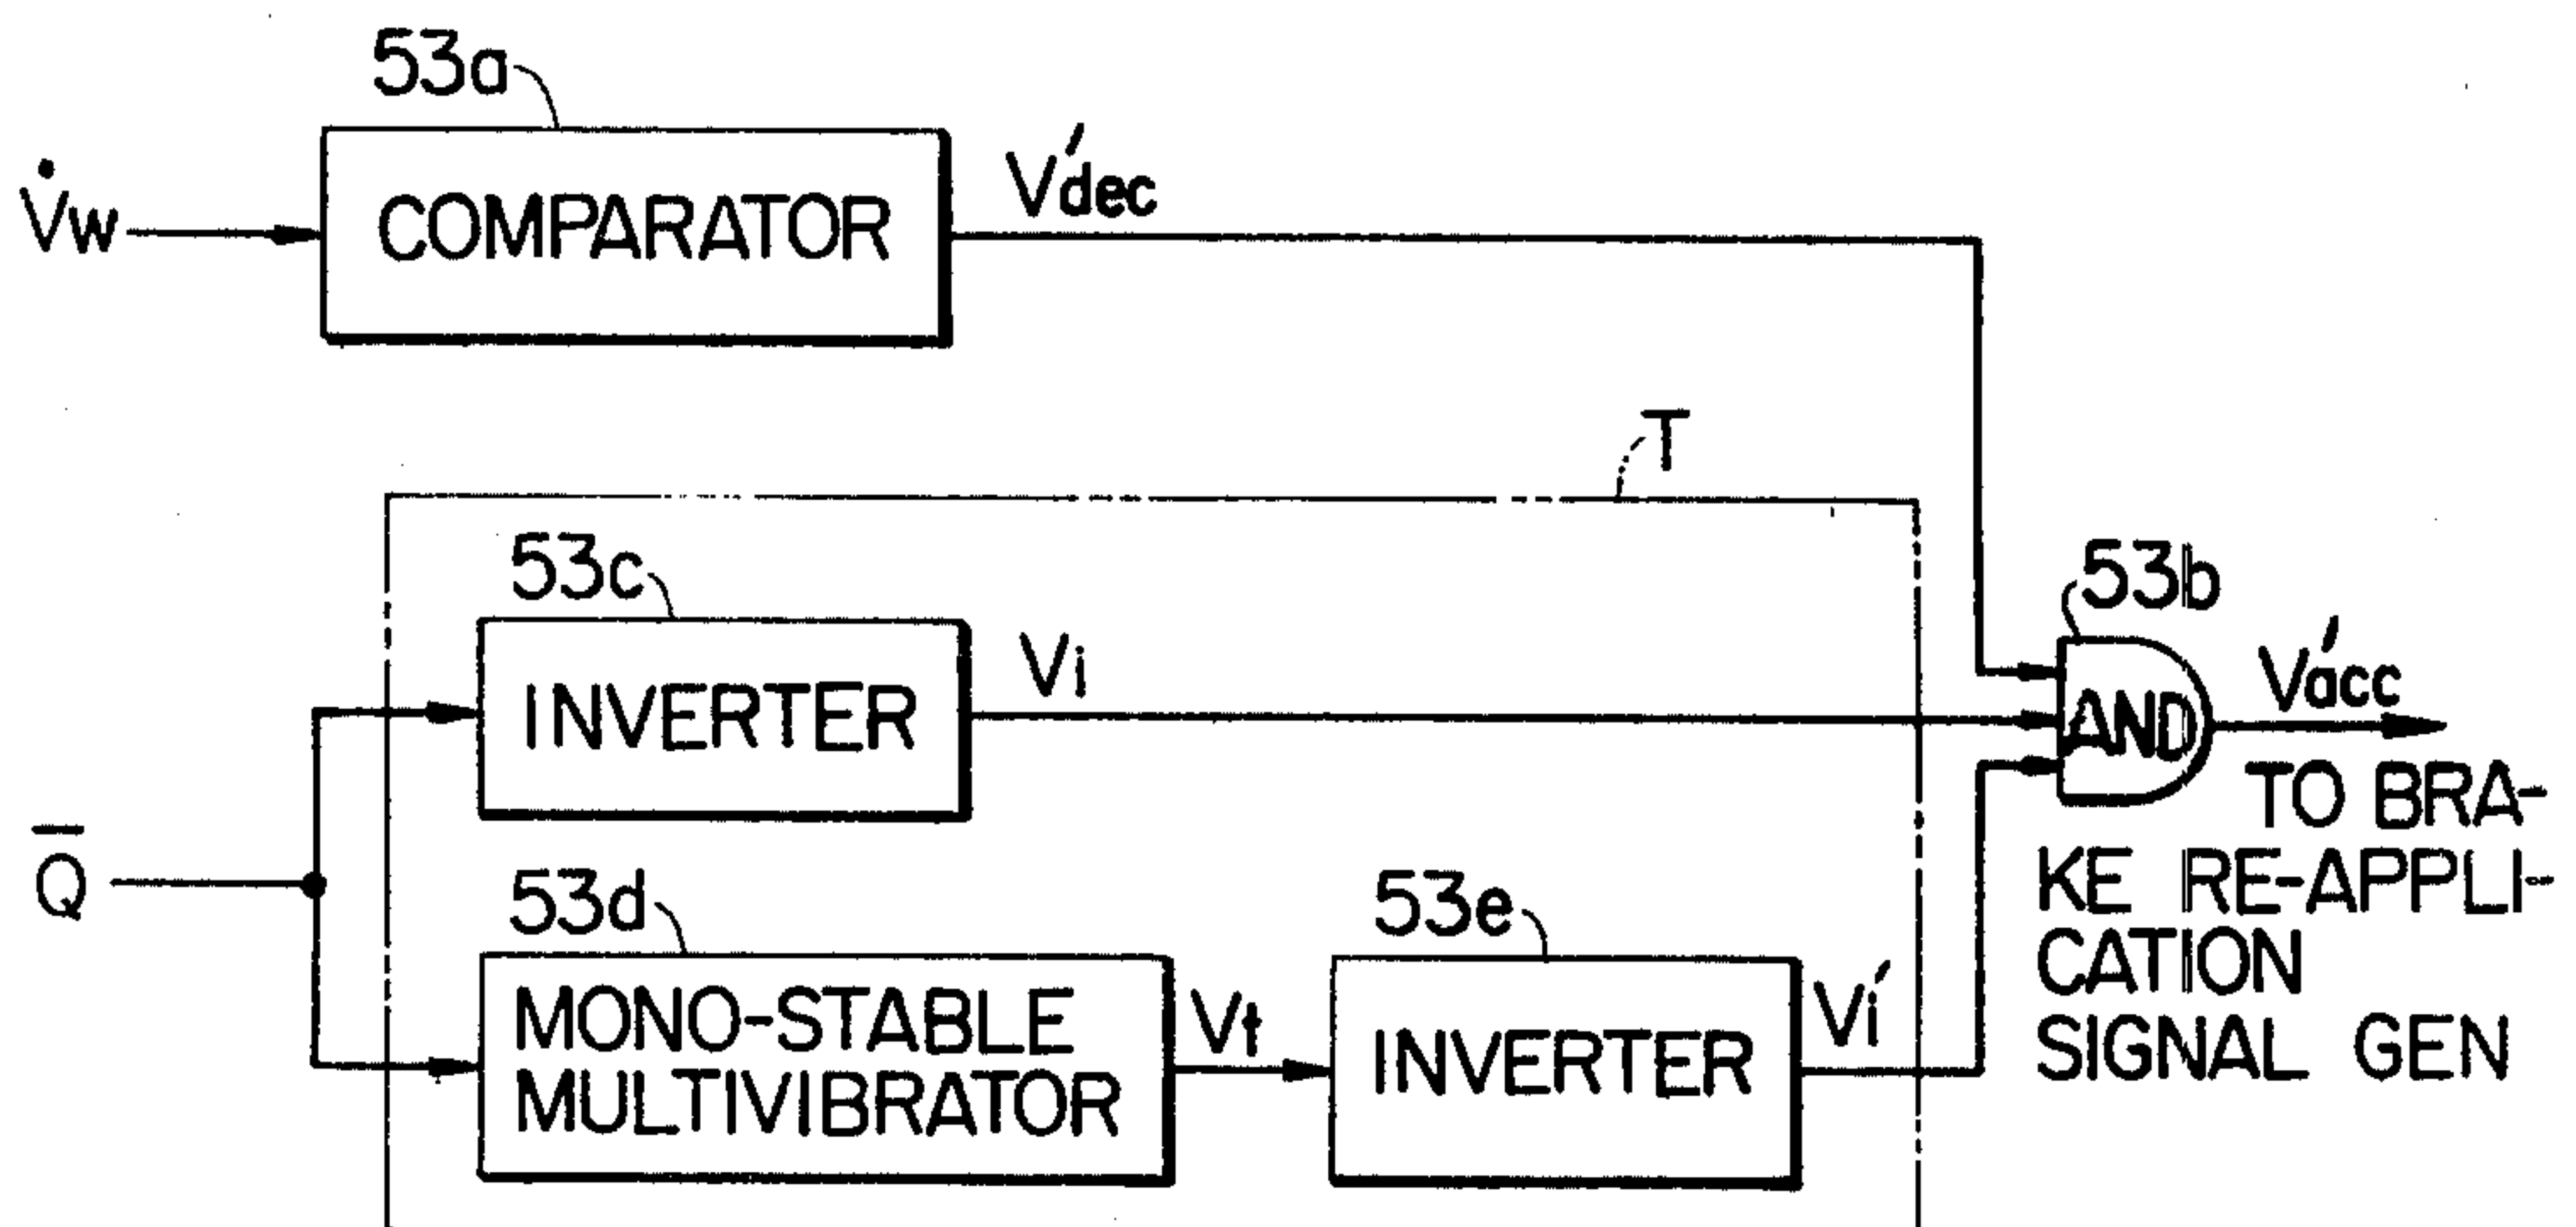 53a
V̇w
COMPARATOR
V'dec
T
53c
INVERTER
Vi
53b
AND
V'acc
TO BRA-
KE RE-APPLI-
CATION
SIGNAL GEN
Q̅
53d
MONO-STABLE
MULTIVIBRATOR
Vt
53e
INVERTER
Vi'